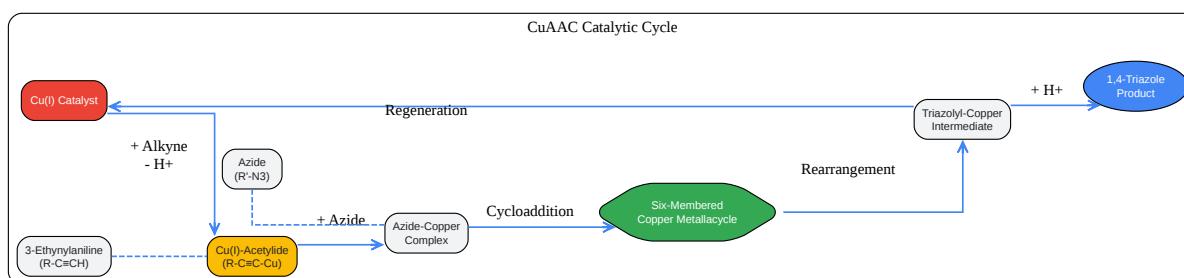 CuAAC Catalytic Cycle
Cu(I) Catalyst
Regeneration
+ H+
1,4-Triazole
Product
Triazolyl-Copper
Intermediate
+ Alkyne
- H+
Azide
(R'-N3)
Rearrangement
+ Azide
Azide-Copper
Complex
Cycloaddition
Six-Membered
Copper Metallacycle
3-Ethynylaniline
(R-C≡CH)
Cu(I)-Acetylide
(R-C≡C-Cu)